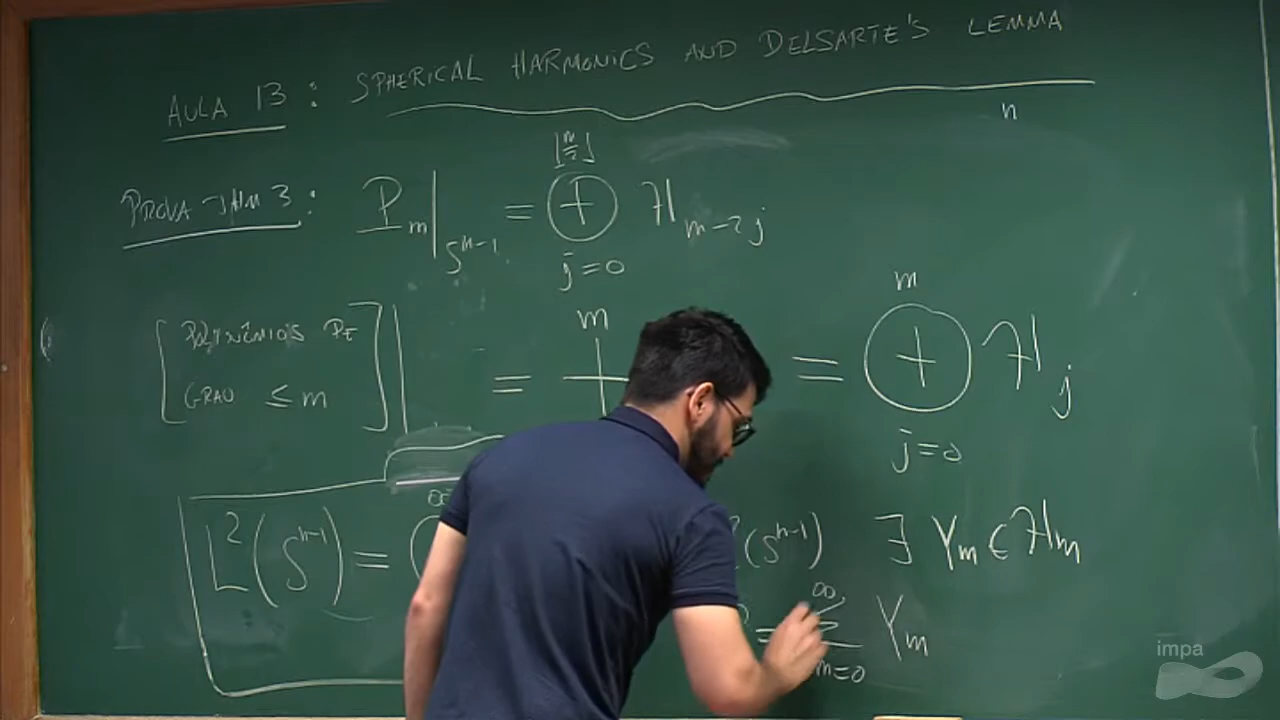 AULA 13 : SPHERICAL HARMONICS AND DELSARTE'S LEMMA
n
PROVA THM 3 : P_m|_{S^{n-1}} = ⊕_{j=0}^{⌊m/2⌋} H_{m-2j}
[POLINÔMIOS DE GRAU ≤ m]| = +^m = ⊕_{j=0}^{m} H_j
L²(S^{n-1}) = ∞ (S^{n-1}) ∃ Y_m ∈ H_m
= Σ_{m=0}^{∞} Y_m
impa